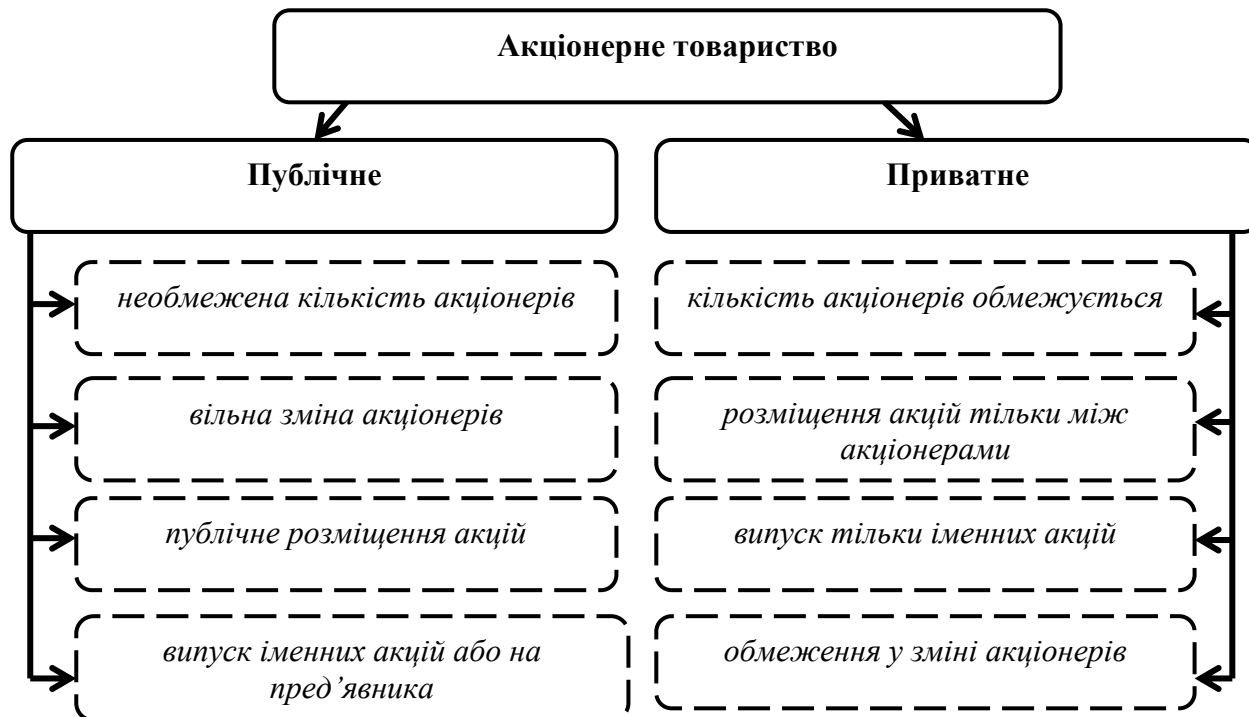 Акціонерне товариство
Публічне
необмежена кількість акціонерів
вільна зміна акціонерів
публічне розміщення акцій
випуск іменних акцій або на
пред’явника
Приватне
кількість акціонерів обмежується
розміщення акцій тільки між
акціонерами
випуск тільки іменних акцій
обмеження у зміні акціонерів